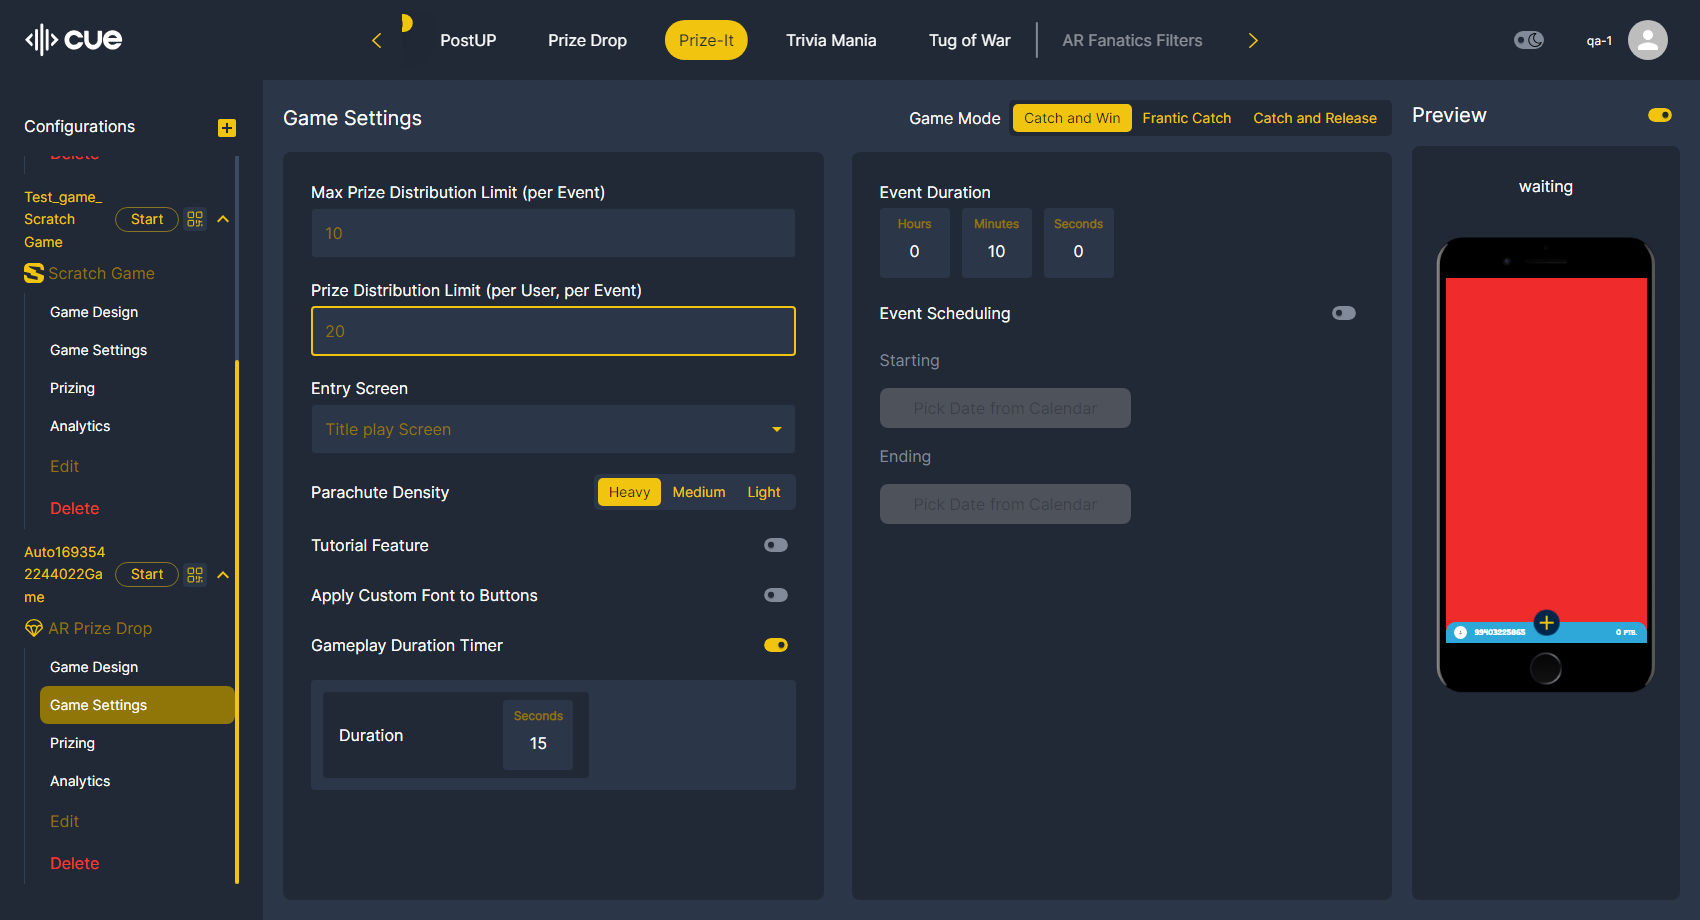 cue
PostUP
Prize Drop
Prize-It
Trivia Mania
Tug of War
AR Fanatics Filters
qa-1
Configurations
Delete
Test_game_
Scratch
Game
Start
Scratch Game
Game Design
Game Settings
Prizing
Analytics
Edit
Delete
Auto169354
2244022Ga
me
Start
AR Prize Drop
Game Design
Game Settings
Prizing
Analytics
Edit
Delete
Game Settings
Game Mode
Catch and Win
Frantic Catch
Catch and Release
Max Prize Distribution Limit (per Event)
10
Prize Distribution Limit (per User, per Event)
20
Entry Screen
Title play Screen
Parachute Density
Heavy
Medium
Light
Tutorial Feature
Apply Custom Font to Buttons
Gameplay Duration Timer
Duration
Seconds
15
Event Duration
Hours
0
Minutes
10
Seconds
0
Event Scheduling
Starting
Pick Date from Calendar
Ending
Pick Date from Calendar
Preview
waiting
0 PTS.